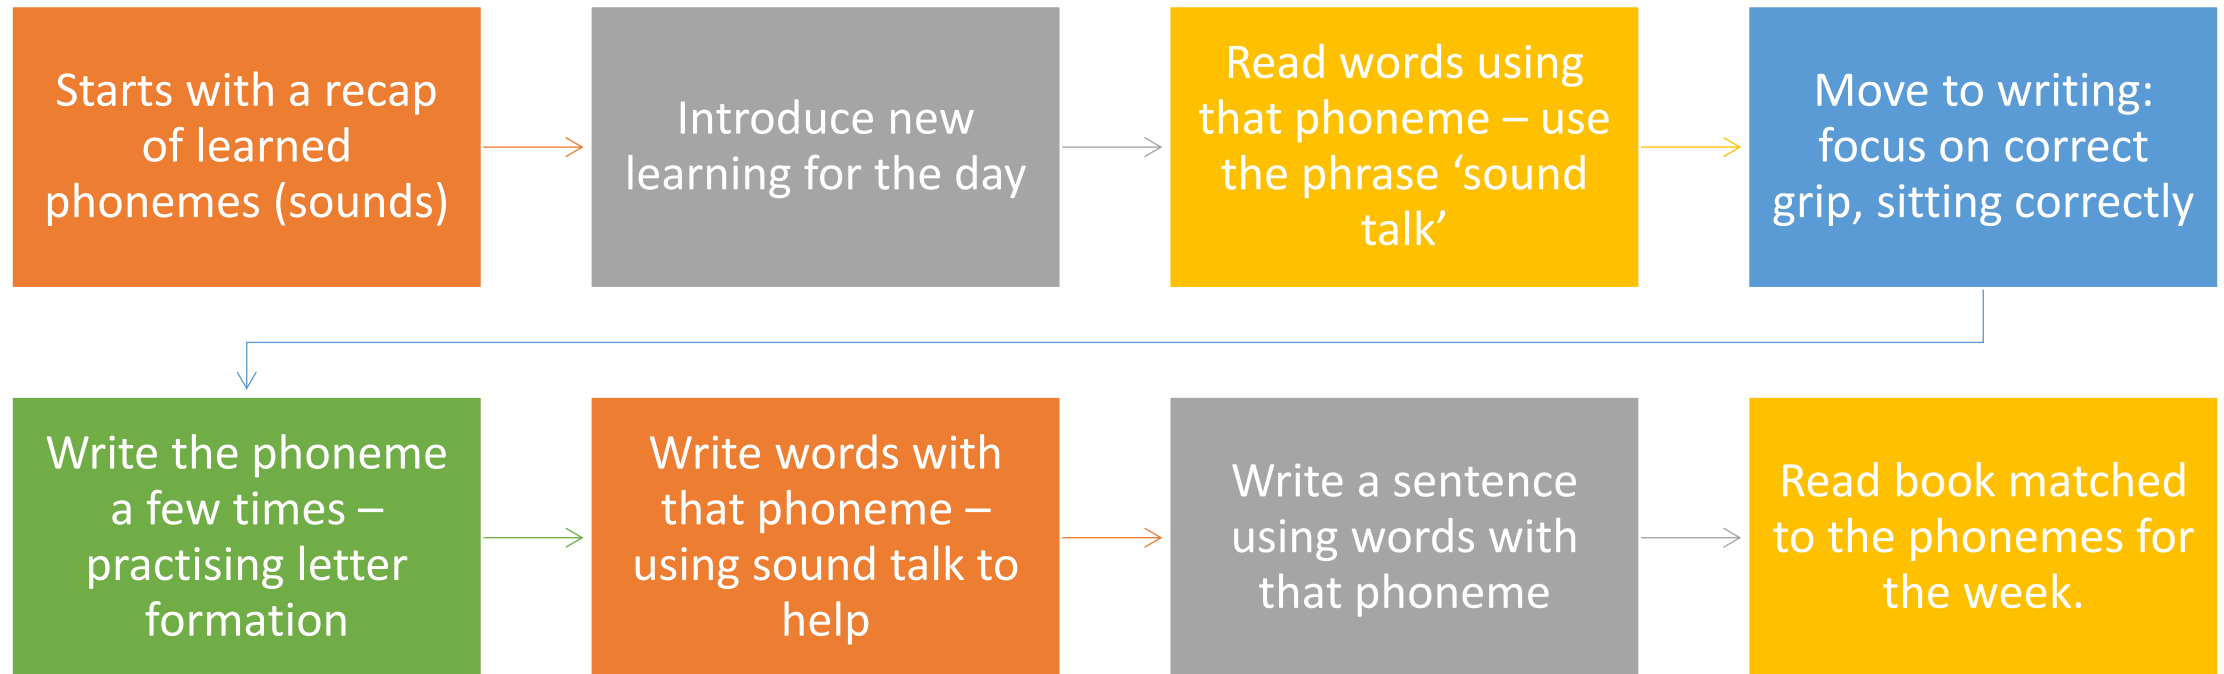 Starts with a recap
of learned
phonemes (sounds)
Introduce new
learning for the day
Read words using
that phoneme – use
the phrase ‘sound
talk’
Move to writing:
focus on correct
grip, sitting correctly
Write the phoneme
a few times –
practising letter
formation
Write words with
that phoneme –
using sound talk to
help
Write a sentence
using words with
that phoneme
Read book matched
to the phonemes for
the week.